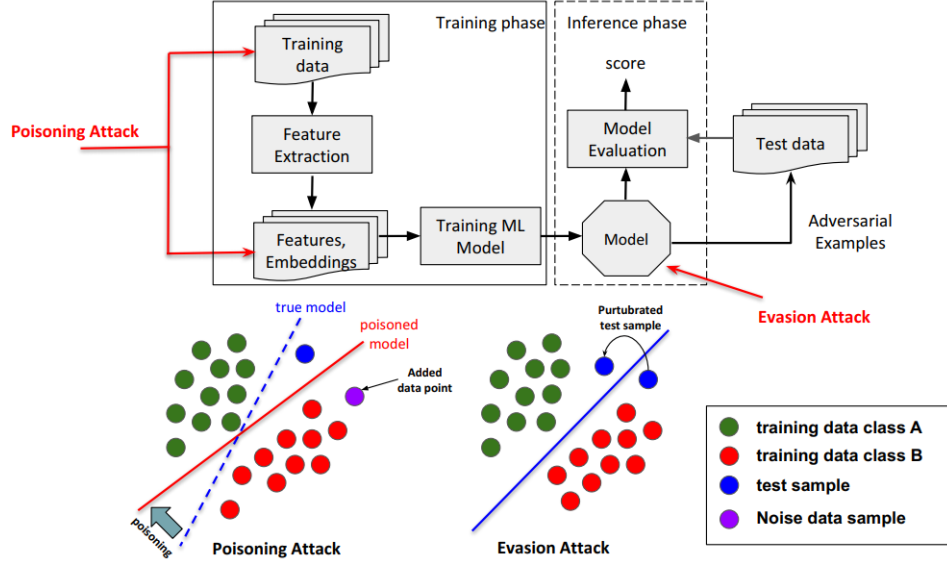 Training phase
Inference phase
Training
data
score
Poisoning Attack
Feature
Extraction
Model
Evaluation
Test data
Features,
Embeddings
Training ML
Model
Model
Adversarial
Examples
Evasion Attack
true model
poisoned
model
Added
data point
poisoning
Poisoning Attack
Purtubrated
test sample
Evasion Attack
training data class A
training data class B
test sample
Noise data sample